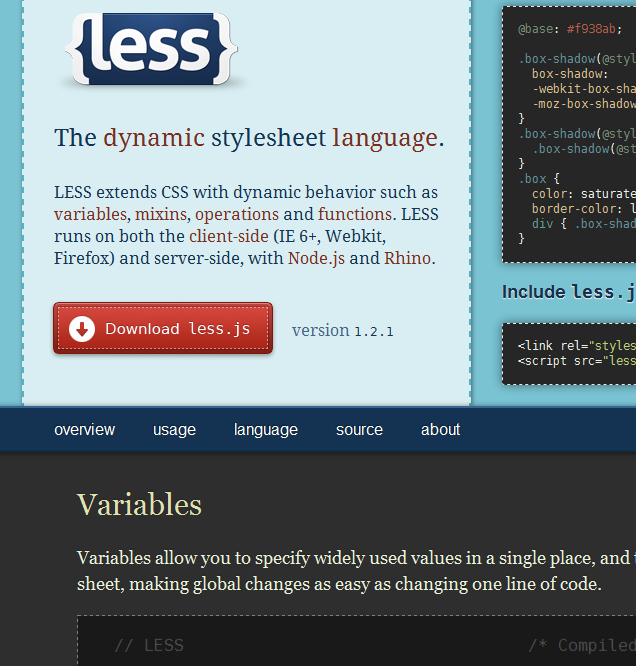 {less}
The dynamic stylesheet language.
LESS extends CSS with dynamic behavior such as
variables, mixins, operations and functions. LESS
runs on both the client-side (IE 6+, Webkit,
Firefox) and server-side, with Node.js and Rhino.
Download less.js
version 1.2.1
@base: #f938ab;
.box-shadow(@styl
box-shadow:
-webkit-box-sha
-moz-box-shadow
}
.box-shadow(@styl
.box-shadow(@st
}
.box {
color: saturate
border-color: l
div { .box-shad
}
Include less.j
<link rel="styles
<script src="less
overview usage language source about
Variables
Variables allow you to specify widely used values in a single place, and t
sheet, making global changes as easy as changing one line of code.
// LESS /* Compiled